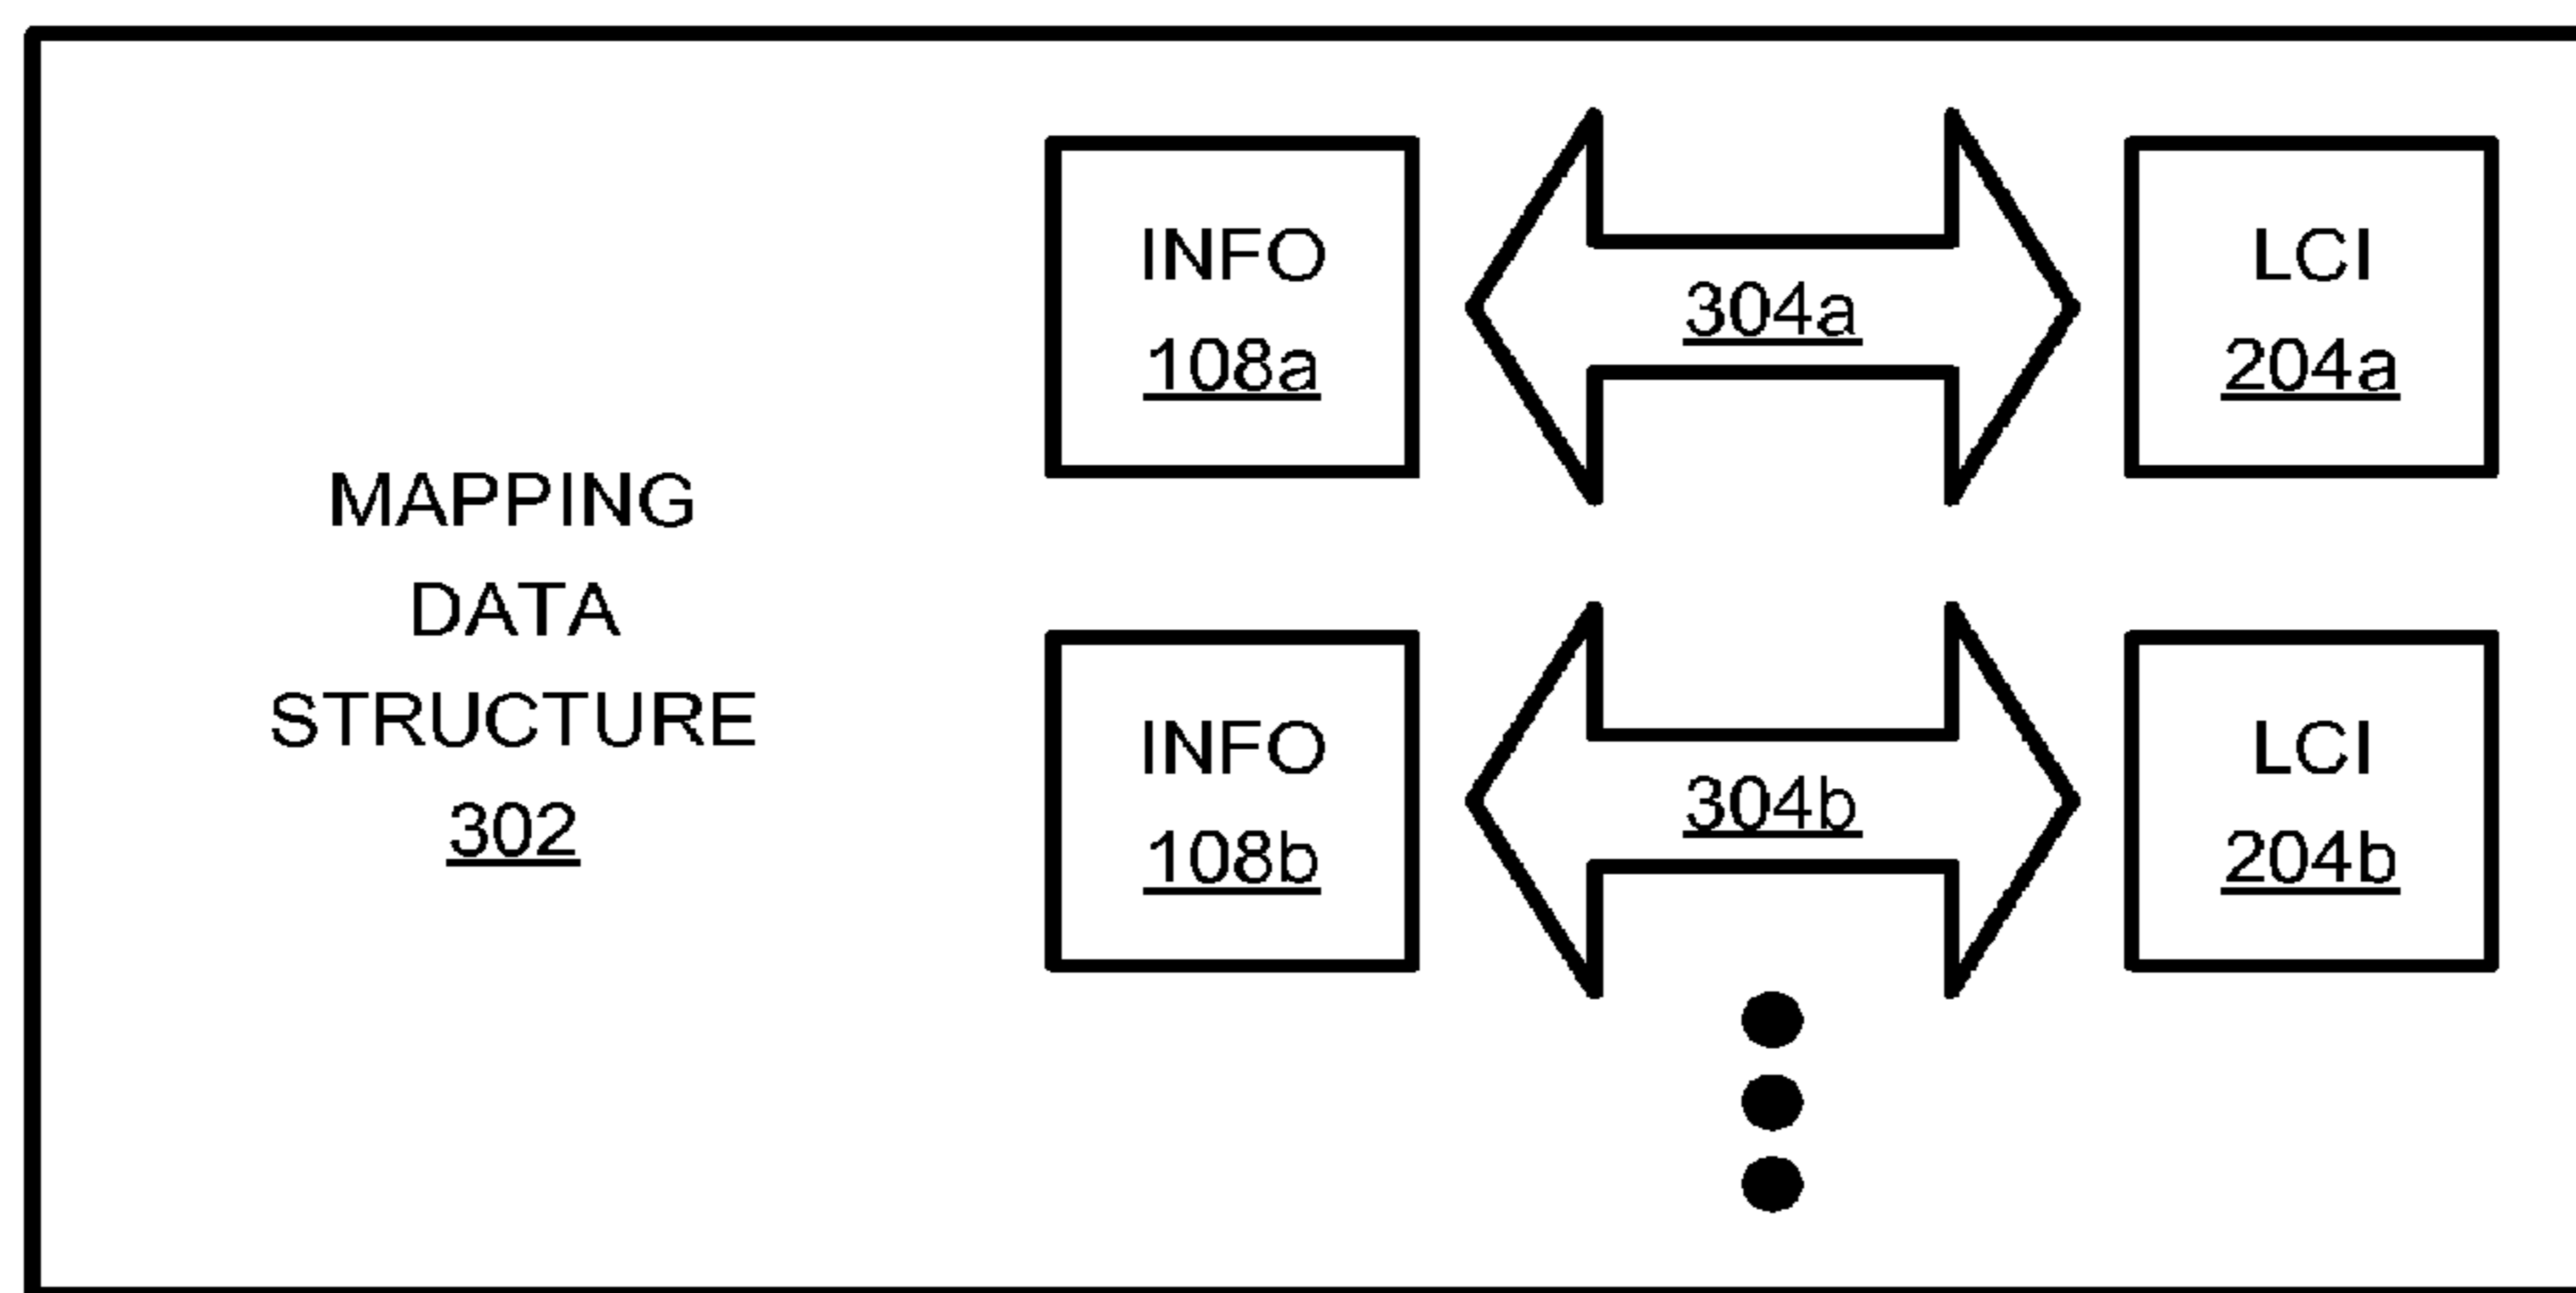 MAPPING
DATA
STRUCTURE
302
INFO
108a
304a
LCI
204a
INFO
108b
304b
LCI
204b